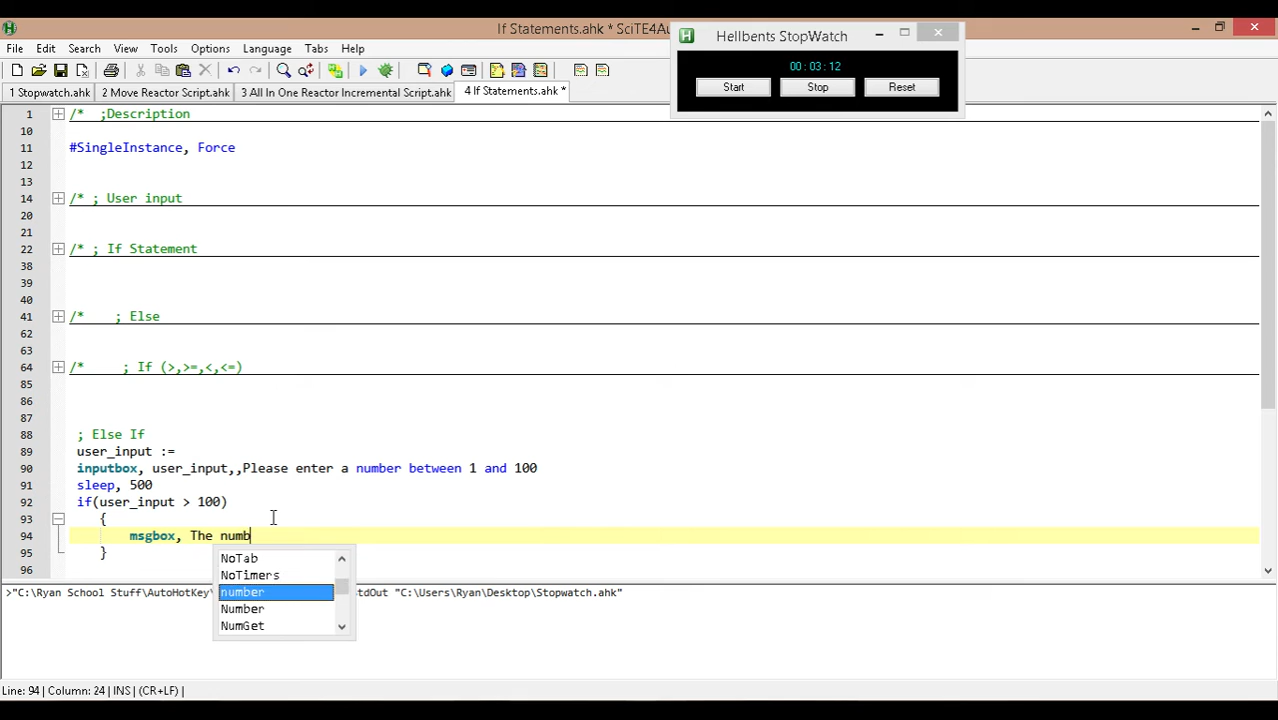 If Statements.ahk * SciTE4Au
Hellbents StopWatch
File Edit Search View Tools Options Language Tabs Help
00:03:12
Start Stop Reset
1 Stopwatch.ahk 2 Move Reactor Script.ahk 3 All In One Reactor Incremental Script.ahk 4 If Statements.ahk *
1 /* ;Description
10
11 #SingleInstance, Force
12
13
14 /* ; User input
20
21
22 /* ; If Statement
38
39
40
41 /* ; Else
62
63
64 /* ; If (>,>=,<,<=)
85
86
87
88 ; Else If
89 user_input :=
90 inputbox, user_input,,Please enter a number between 1 and 100
91 sleep, 500
92 if(user_input > 100)
93 {
94 msgbox, The numb
95 }
96
NoTab
NoTimers
number
Number
NumGet
>"C:\Ryan School Stuff\AutoHotKey\ stdOut "C:\Users\Ryan\Desktop\Stopwatch.ahk"
Line: 94 | Column: 24 | INS | (CR+LF) |